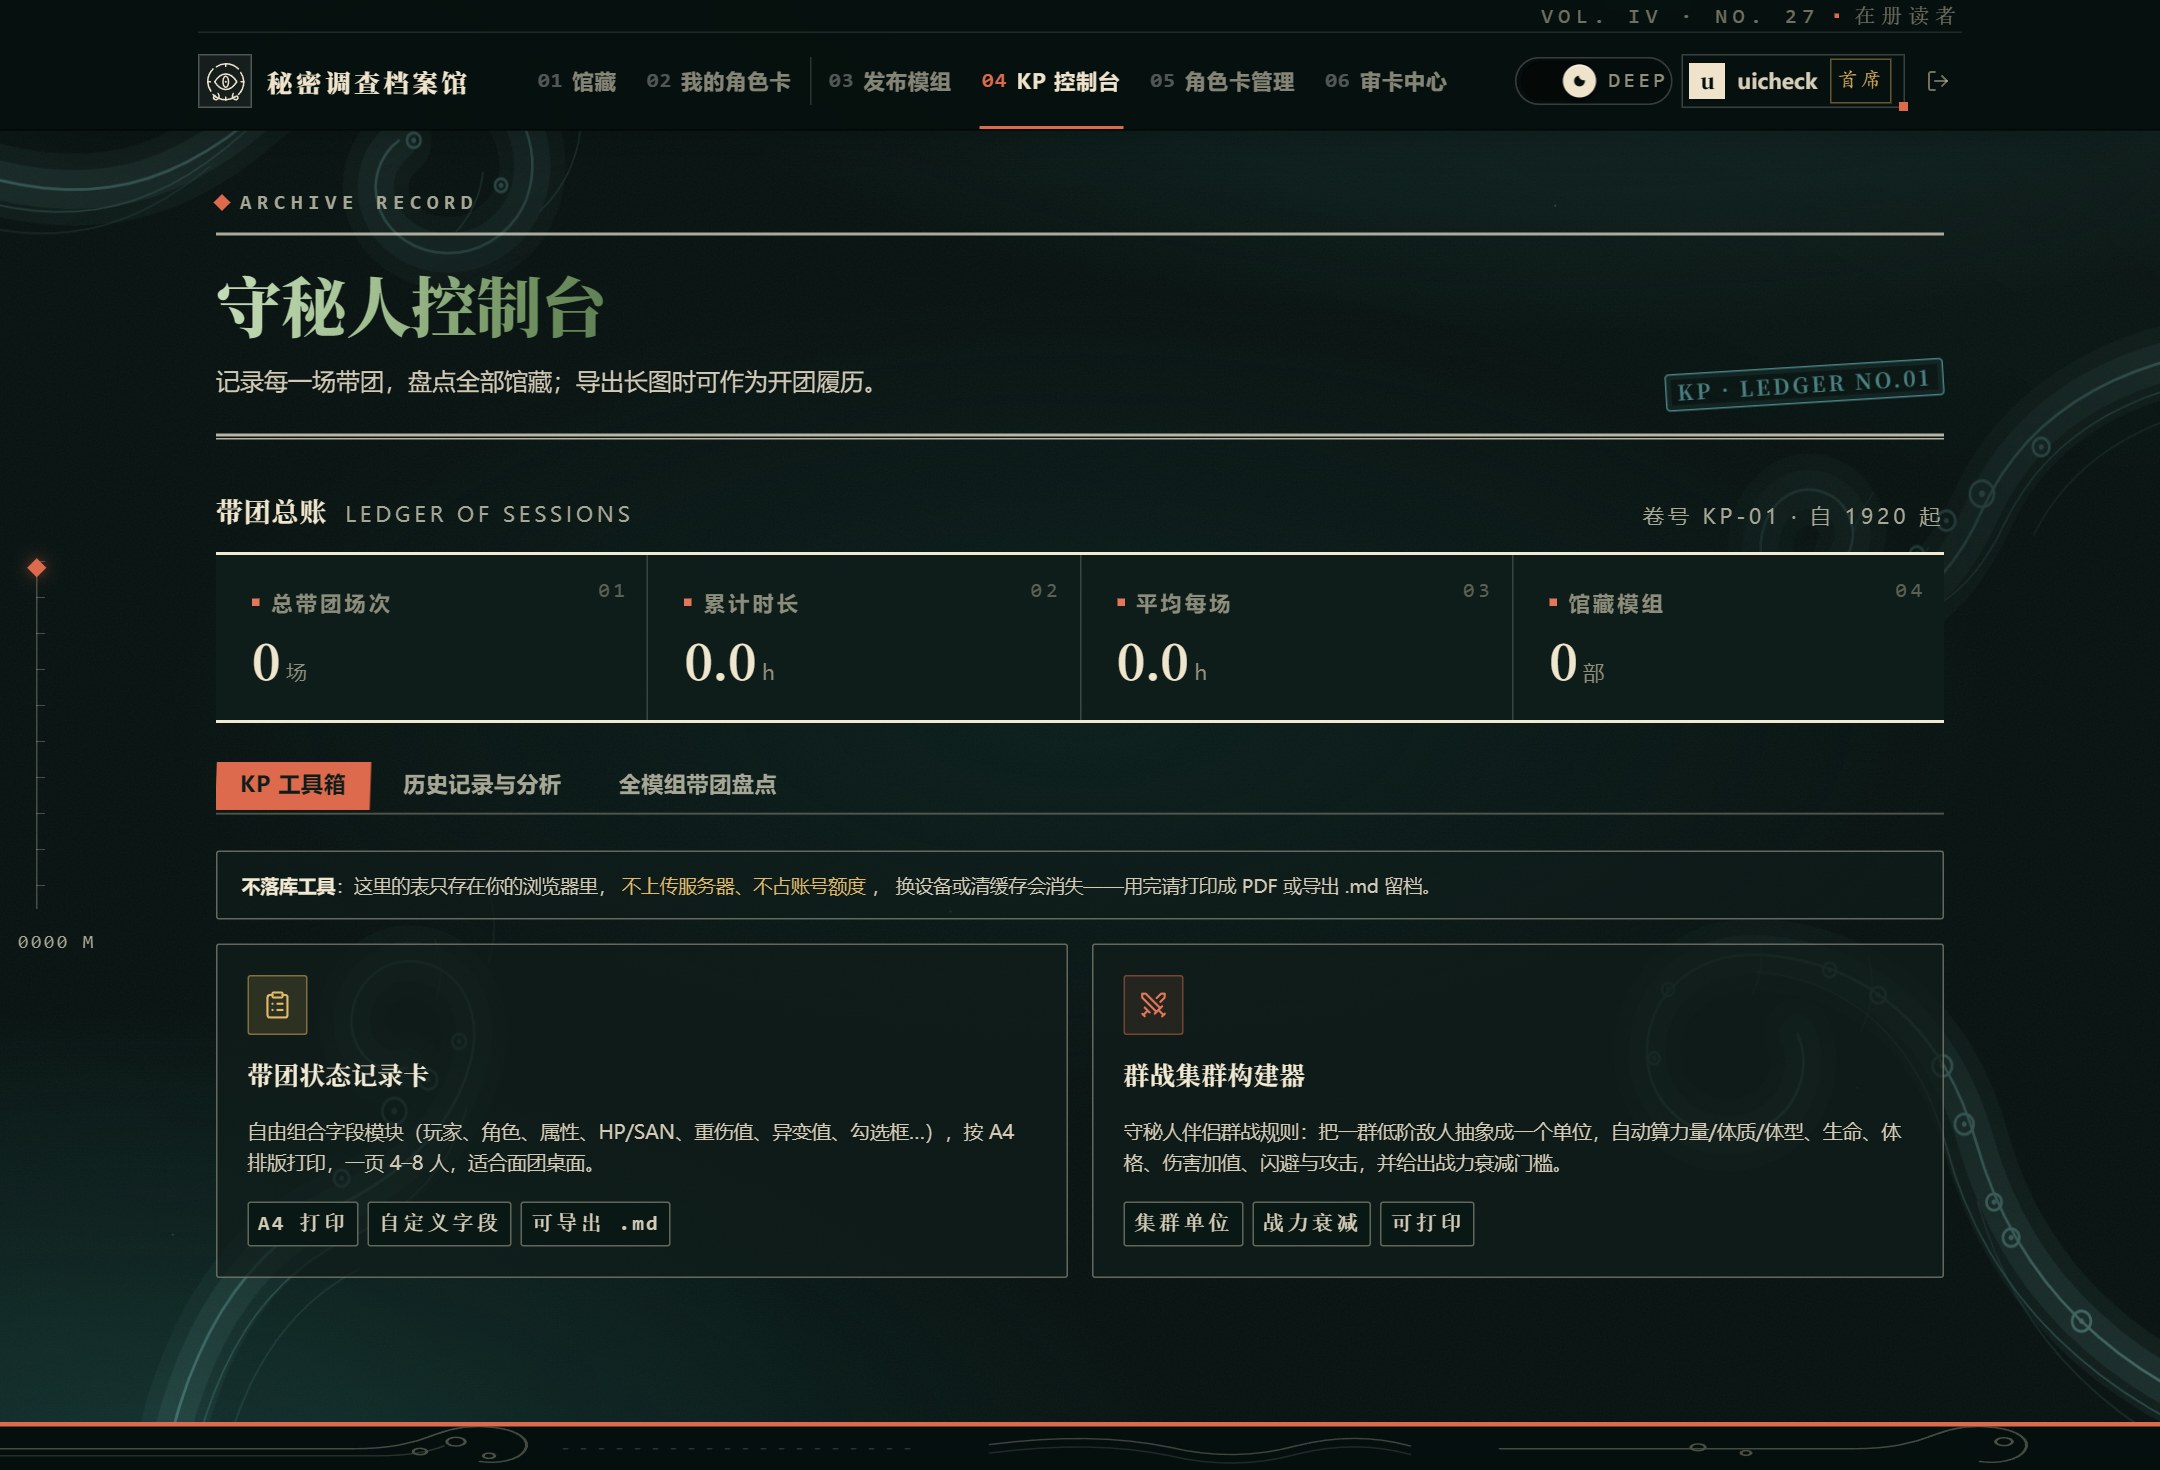 VOL. IV · NO. 27 在册读者
秘密调查档案馆
01 馆藏 02 我的角色卡 03 发布模组 04 KP 控制台 05 角色卡管理 06 审卡中心
DEEP
u uicheck 首席
ARCHIVE RECORD
守秘人控制台
记录每一场带团，盘点全部馆藏；导出长图时可作为开团履历。
KP · LEDGER NO.01
带团总账 LEDGER OF SESSIONS
卷号 KP-01 · 自 1920 起
总带团场次 01
0 场
累计时长 02
0.0 h
平均每场 03
0.0 h
馆藏模组 04
0 部
KP 工具箱 历史记录与分析 全模组带团盘点
不落库工具：这里的表只存在你的浏览器里， 不上传服务器、不占账号额度， 换设备或清缓存会消失——用完请打印成 PDF 或导出 .md 留档。
0000 M
带团状态记录卡
自由组合字段模块（玩家、角色、属性、HP/SAN、重伤值、异变值、勾选框…），按 A4
排版打印，一页 4–8 人，适合面团桌面。
A4 打印 自定义字段 可导出 .md
群战集群构建器
守秘人伴侣群战规则：把一群低阶敌人抽象成一个单位，自动算力量/体质/体型、生命、体
格、伤害加值、闪避与攻击，并给出战力衰减门槛。
集群单位 战力衰减 可打印